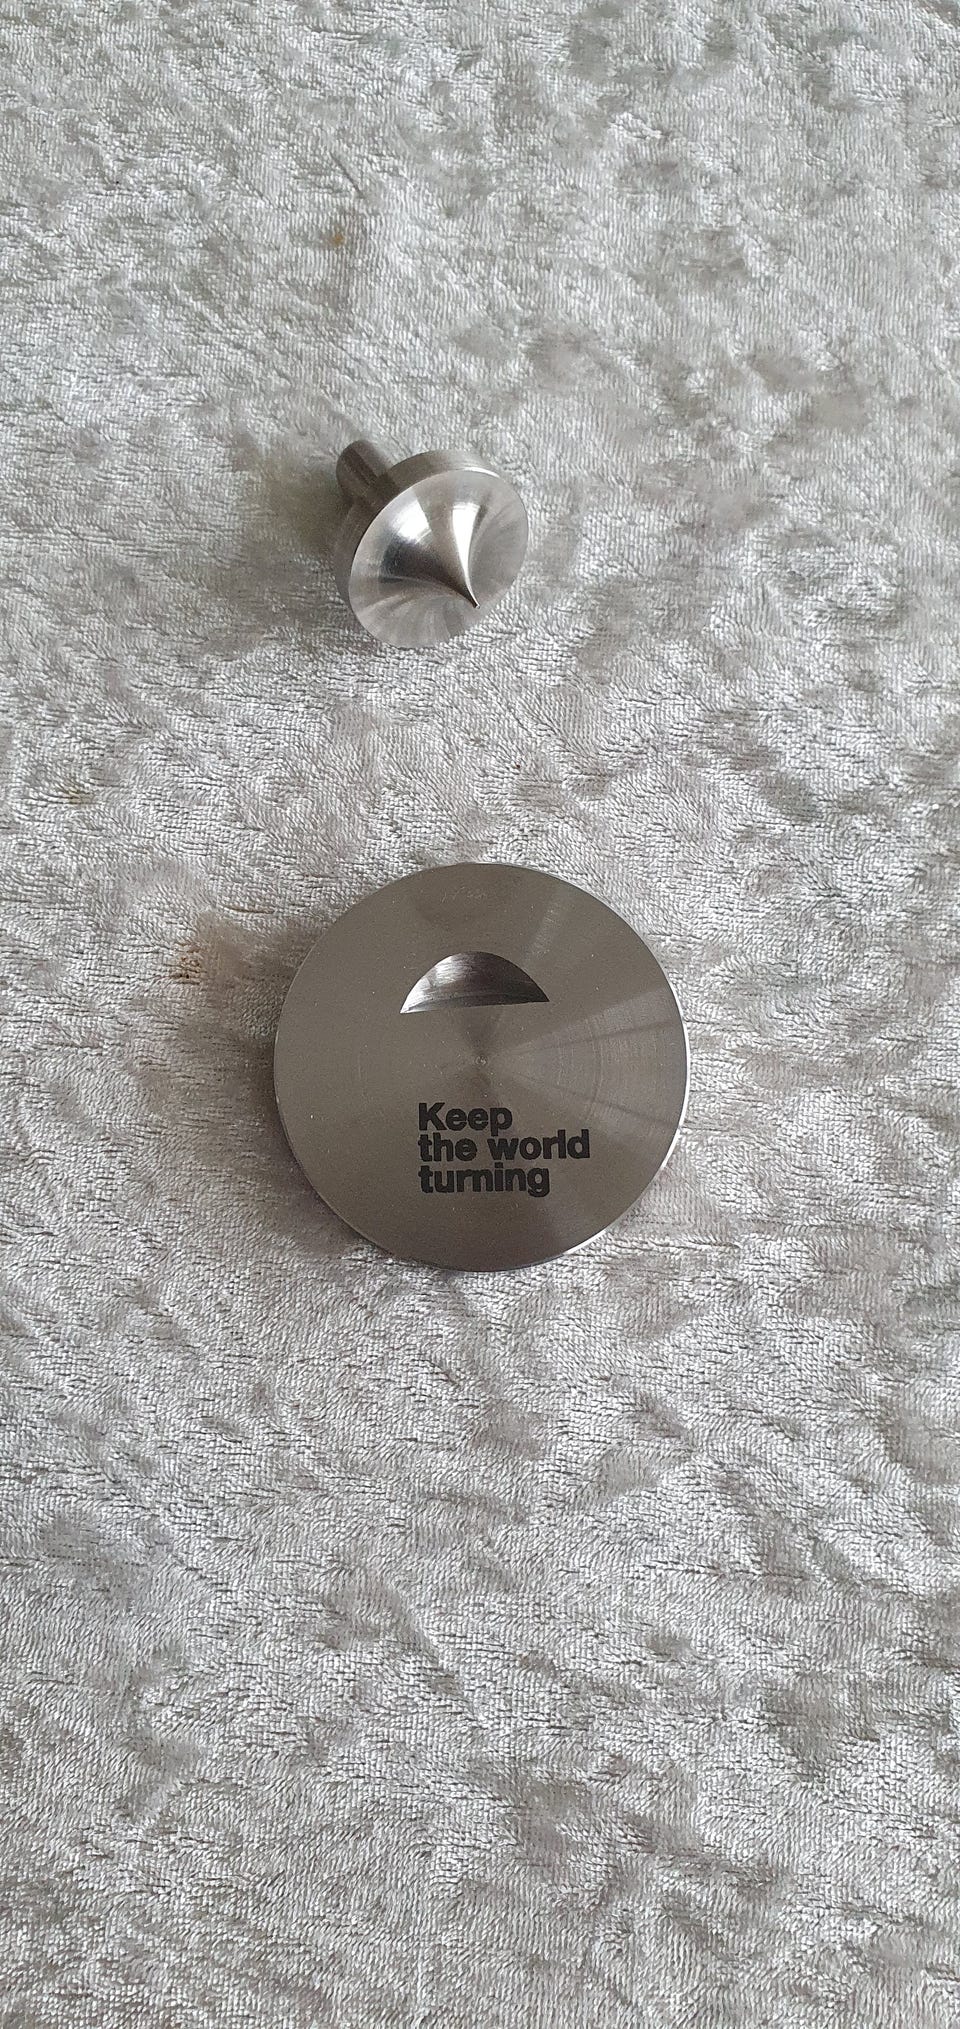 Keep
the world
turning